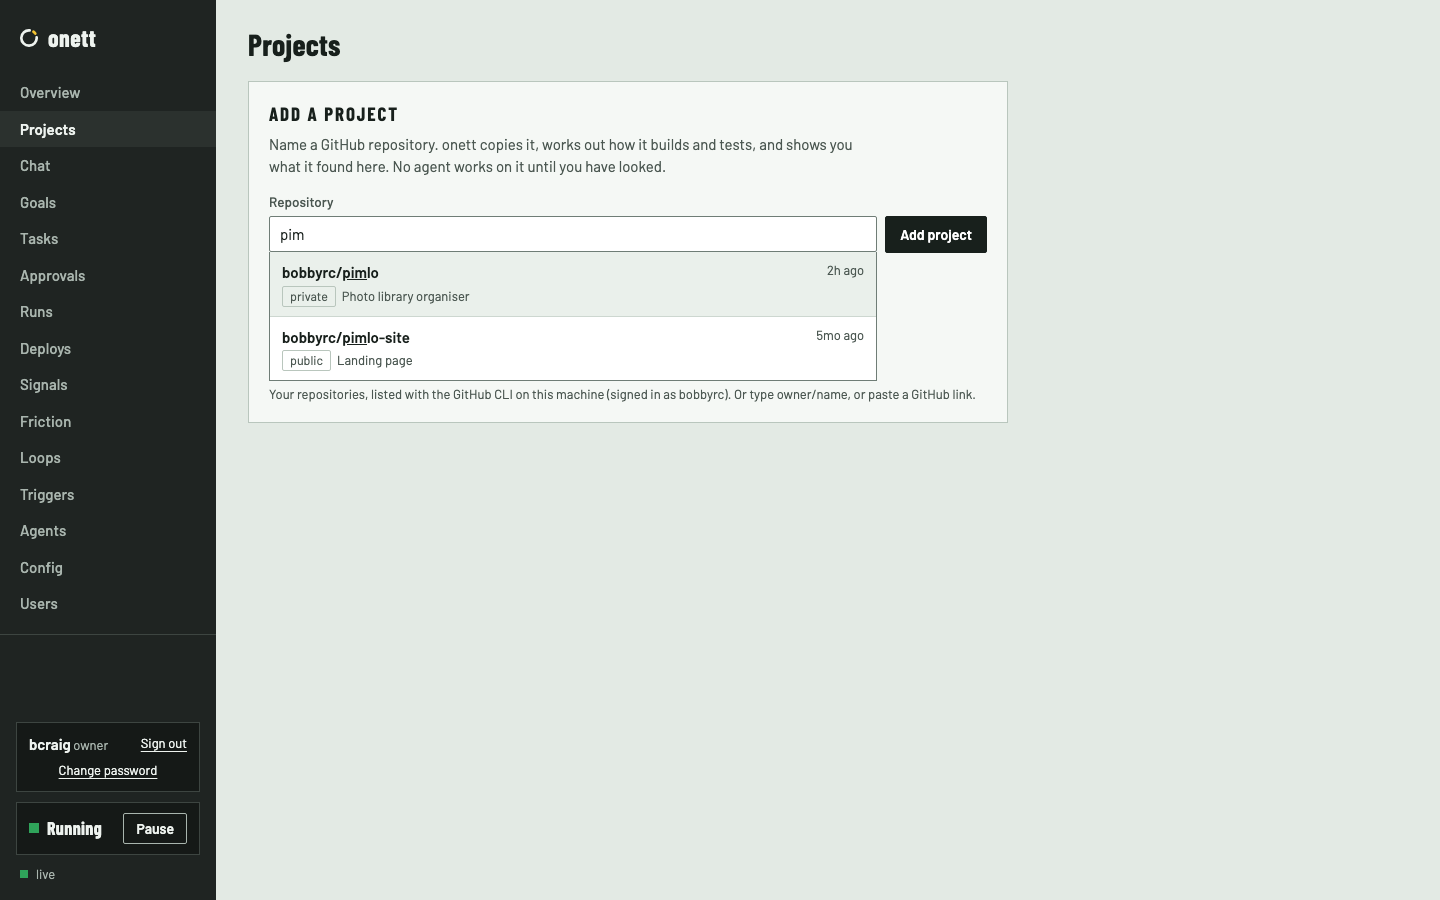 onett
Overview
Projects
Chat
Goals
Tasks
Approvals
Runs
Deploys
Signals
Friction
Loops
Triggers
Agents
Config
Users
bcraig owner
Sign out
Change password
Running
Pause
live
Projects
ADD A PROJECT
Name a GitHub repository. onett copies it, works out how it builds and tests, and shows you
what it found here. No agent works on it until you have looked.
Repository
pim
Add project
bobbyrc/pimlo
2h ago
private Photo library organiser
bobbyrc/pimlo-site
5mo ago
public Landing page
Your repositories, listed with the GitHub CLI on this machine (signed in as bobbyrc). Or type owner/name, or paste a GitHub link.